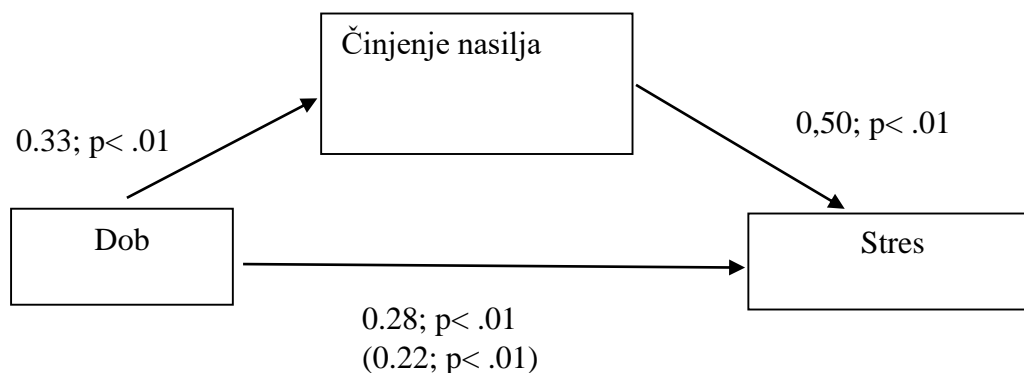 Činjenje nasilja
0.33; p< .01
0,50; p< .01
Dob
Stres
0.28; p< .01
(0.22; p< .01)